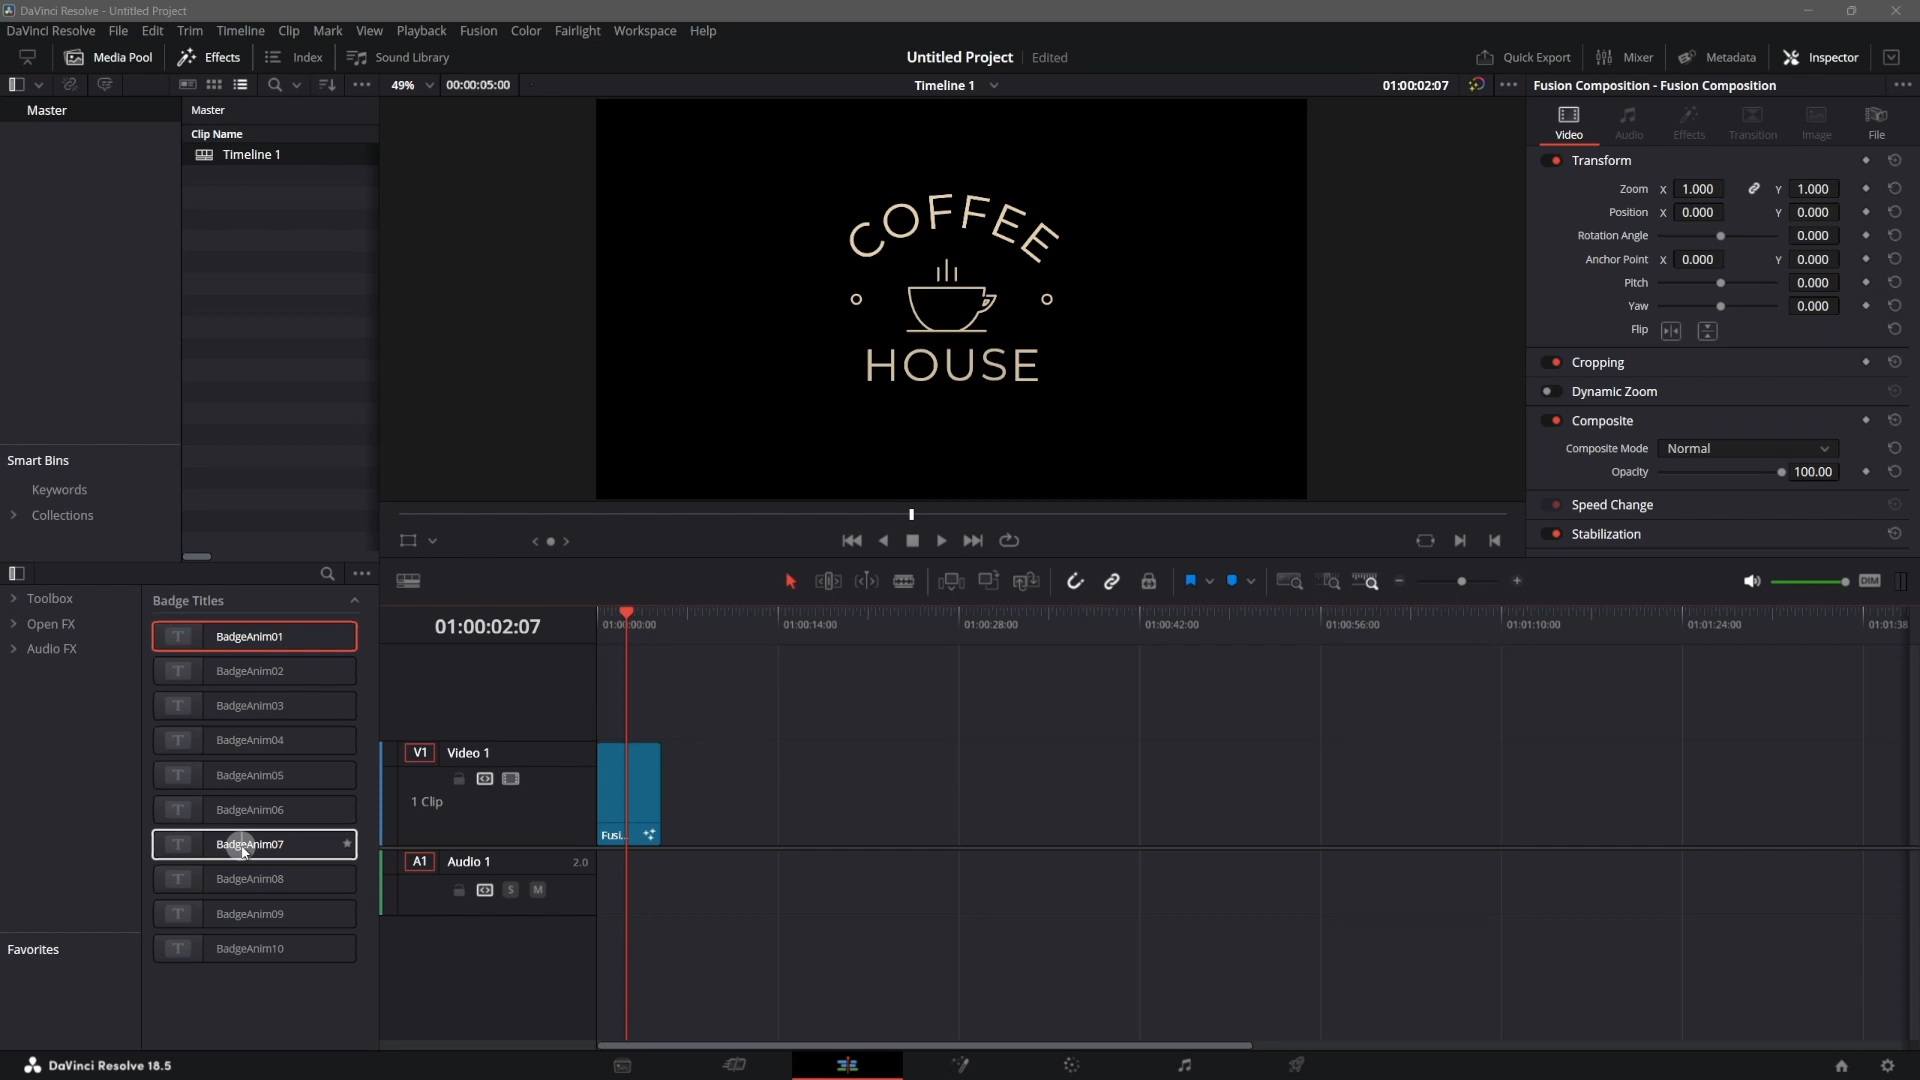 DaVinci Resolve - Untitled Project
DaVinci Resolve File Edit Trim Timeline Clip Mark View Playback Fusion Color Fairlight Workspace Help
Media Pool Effects Index Sound Library Untitled Project Edited Quick Export Mixer Metadata Inspector
49% 00:00:05:00 Timeline 1 01:00:02:07 Fusion Composition - Fusion Composition
Master Master
Clip Name
Timeline 1
Video Audio Effects Transition Image File
Transform
Zoom X 1.000 Y 1.000
Position X 0.000 Y 0.000
Rotation Angle 0.000
Anchor Point X 0.000 Y 0.000
Pitch 0.000
Yaw 0.000
Flip
Cropping
Dynamic Zoom
Composite
Composite Mode Normal
Opacity 100.00
Speed Change
Stabilization
COFFEE
HOUSE
Smart Bins
Keywords
Collections
DIM
Toolbox
Open FX
Audio FX
Favorites
Badge Titles
T BadgeAnim01
T BadgeAnim02
T BadgeAnim03
T BadgeAnim04
T BadgeAnim05
T BadgeAnim06
T BadgeAnim07
T BadgeAnim08
T BadgeAnim09
T BadgeAnim10
01:00:02:07
01:00:00:00 01:00:14:00 01:00:28:00 01:00:42:00 01:00:56:00 01:01:10:00 01:01:24:00 01:01:38
V1 Video 1
1 Clip
Fusi...
A1 Audio 1 2.0
S M
DaVinci Resolve 18.5